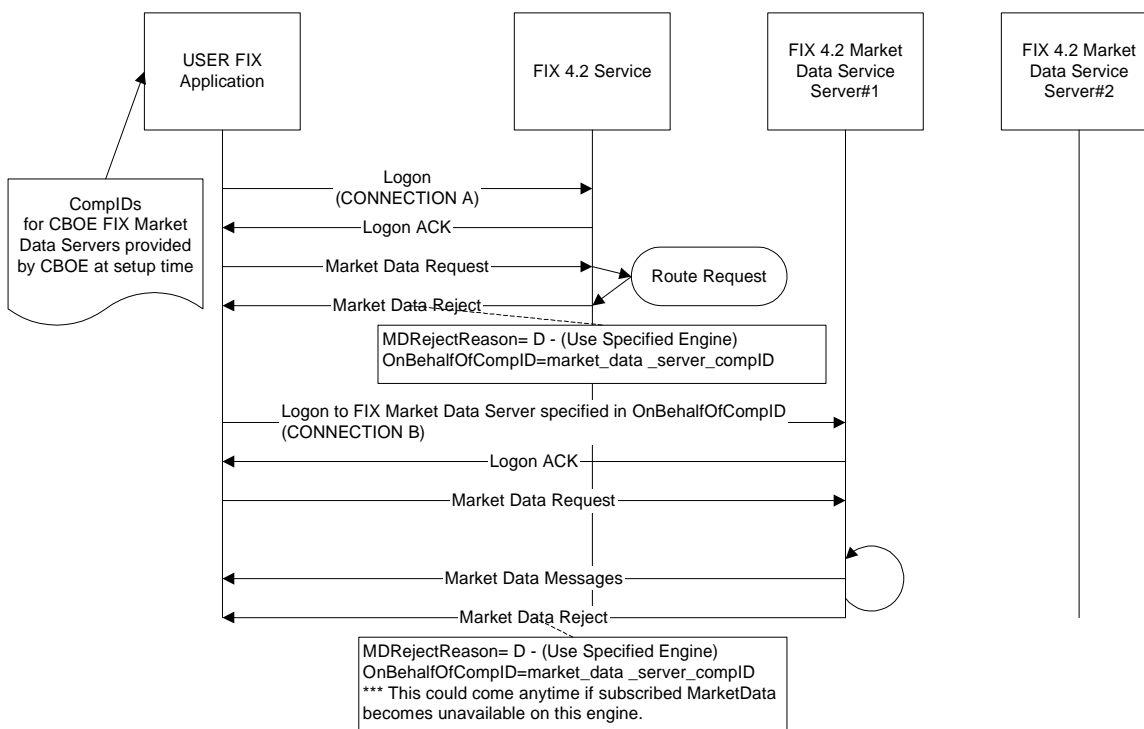 USER FIX
Application
FIX 4.2 Service
FIX 4.2 Market
Data Service
Server#1
FIX 4.2 Market
Data Service
Server#2
CompIDs
for CBOE FIX Market
Data Servers provided
by CBOE at setup time
Logon
(CONNECTION A)
Logon ACK
Market Data Request
Route Request
Market Data Reject
MDRejectReason= D - (Use Specified Engine)
OnBehalfOfCompID=market_data _server_compID
Logon to FIX Market Data Server specified in OnBehalfOfCompID
(CONNECTION B)
Logon ACK
Market Data Request
Market Data Messages
Market Data Reject
MDRejectReason= D - (Use Specified Engine)
OnBehalfOfCompID=market_data _server_compID
*** This could come anytime if subscribed MarketData
becomes unavailable on this engine.